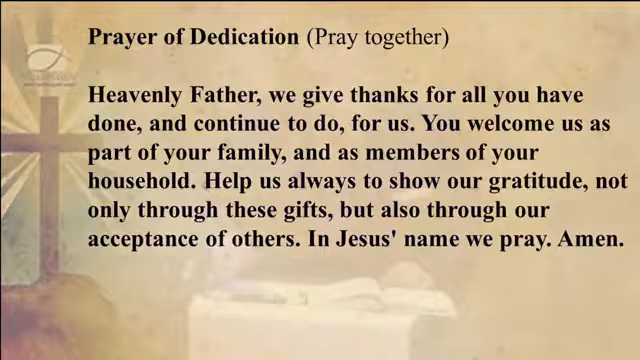 Prayer of Dedication (Pray together)
Heavenly Father, we give thanks for all you have
done, and continue to do, for us. You welcome us as
part of your family, and as members of your
household. Help us always to show our gratitude, not
only through these gifts, but also through our
acceptance of others. In Jesus' name we pray. Amen.